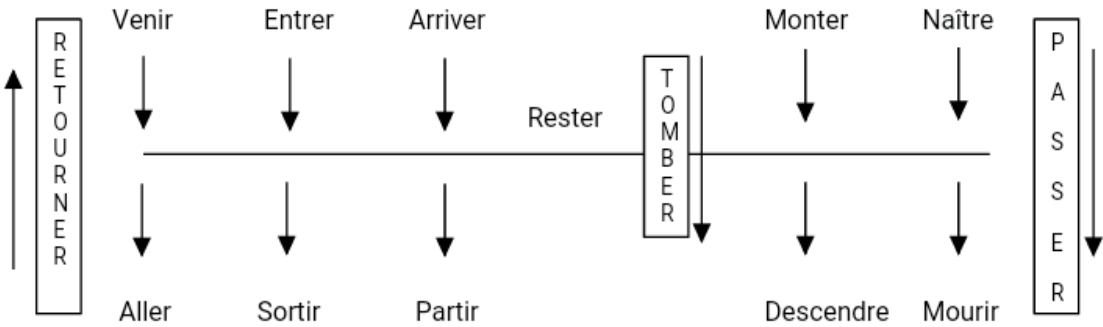 Venir Entrer Arriver Monter Naître
RETOURNER
Rester
TOMBER
PASSER
Aller Sortir Partir Descendre Mourir